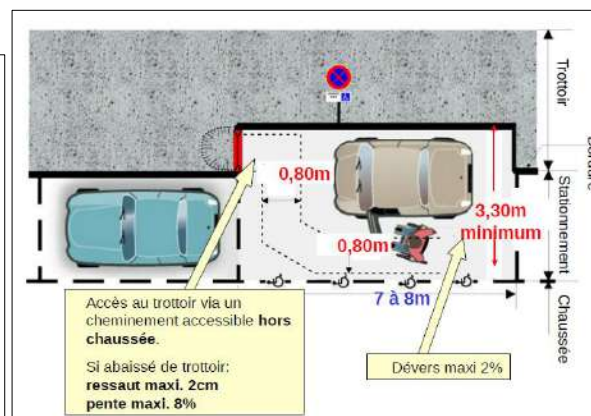 Trottoir
0,80m
3,30m
minimum
Stationnement
0,80m
7 à 8m
Chaussée
Accès au trottoir via un
cheminement accessible hors
chaussée.
Si abaissé de trottoir:
ressaut maxi. 2cm
pente maxi. 8%
Dévers maxi 2%